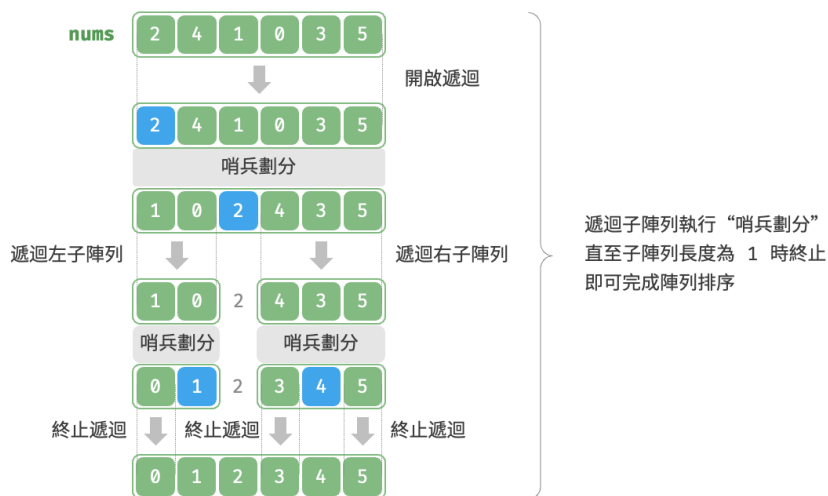 nums 2 4 1 0 3 5
開啟遞迴
2 4 1 0 3 5
哨兵劃分
1 0 2 4 3 5
遞迴左子陣列 遞迴右子陣列
遞迴子陣列執行“哨兵劃分”
直至子陣列長度為 1 時終止
即可完成陣列排序
1 0 2 4 3 5
哨兵劃分 哨兵劃分
0 1 2 3 4 5
終止遞迴 終止遞迴 終止遞迴
0 1 2 3 4 5